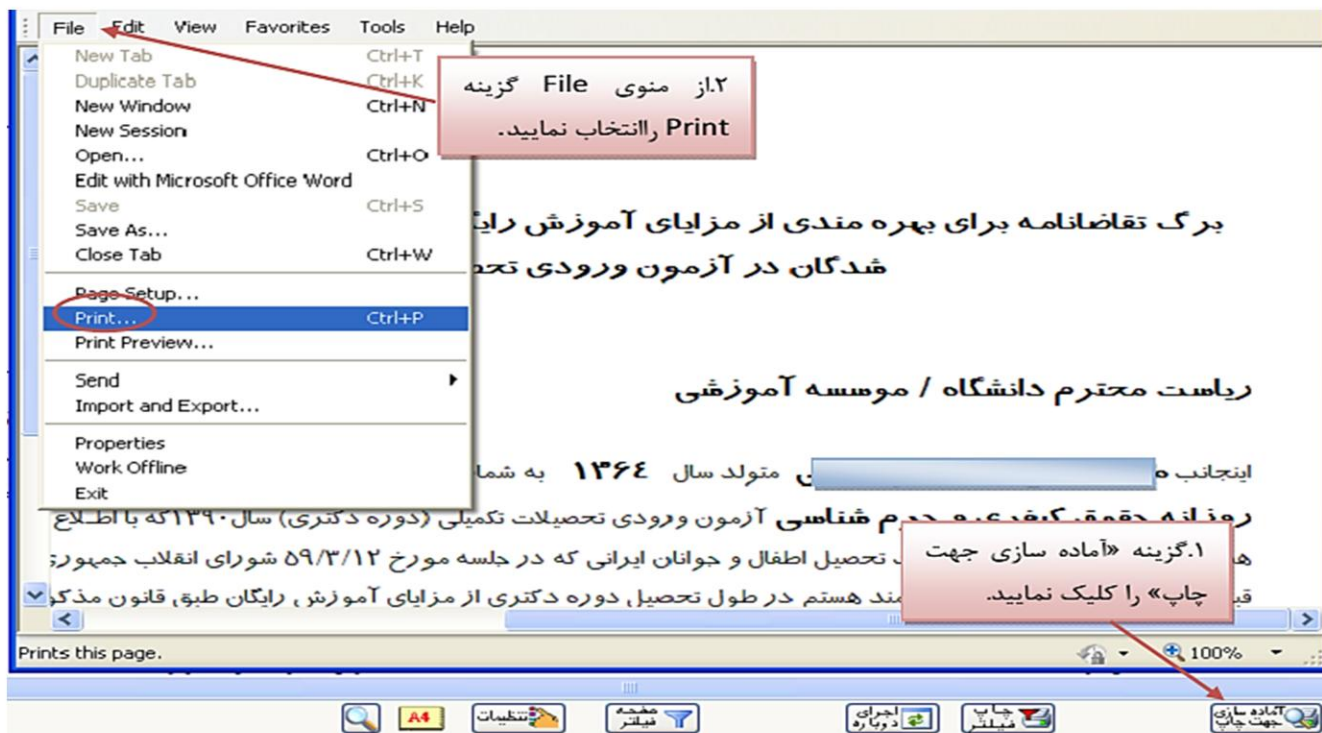 File Edit View Favorites Tools Help
New Tab Ctrl+T
Duplicate Tab Ctrl+K
New Window Ctrl+N
New Session
Open... Ctrl+O
Edit with Microsoft Office Word
Save Ctrl+S
Save As...
Close Tab Ctrl+W
Page Setup...
Print... Ctrl+P
Print Preview...
Send
Import and Export...
Properties
Work Offline
Exit
۲.از منوی File گزینه
Print راانتخاب نمایید.
برگ تقاضانامه برای بهره مندی از مزایای آموزش
شدگان در آزمون ورودی
ریاست محترم دانشگاه / موسسه آموزشی
اینجانب متولد سال ۱۳۶۴ به
روزانه حقوق کیفری و جرم شناسی آزمون ورودی تحصیلات تکمیلی (دوره دکتری) سال۱۳۹۰که با اطلاع
تحصیل اطفال و جوانان ایرانی که در جلسه مورخ ۵۹/۳/۱۲ شورای انقلاب
هستم در طول تحصیل دوره دکتری از مزایای آموزش رایگان طبق قانون
۱.گزینه «آماده سازی جهت
چاپ» را کلیک نمایید.
Prints this page. 100%
آماده سازی جهت چاپ
چاپ فیلتر
اجرای دوباره
صفحه فیلتر
تنظیمات
A4